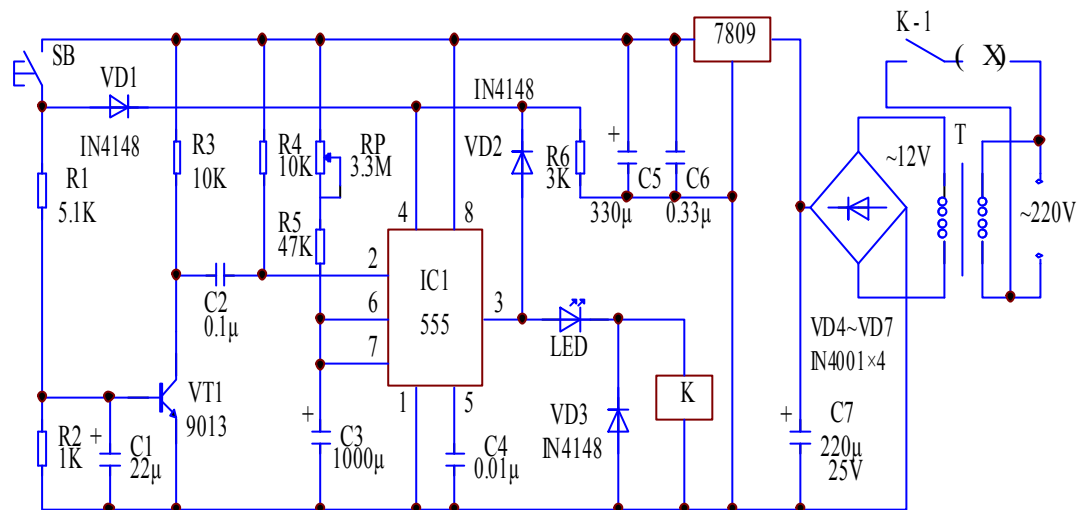 SB
VD1
IN4148
R1
5.1K
R3
10K
R4
10K
RP
3.3M
R5
47K
C2
0.1μ
VT1
9013
R2
1K
+
C1
22μ
+
C3
1000μ
4
8
2
6
7
3
1
5
IC1
555
C4
0.01μ
IN4148
VD2
R6
3K
+
C5
330μ
C6
0.33μ
7809
LED
VD3
IN4148
K
K-1
( X)
~12V
T
~220V
VD4~VD7
IN4001×4
+
C7
220μ
25V